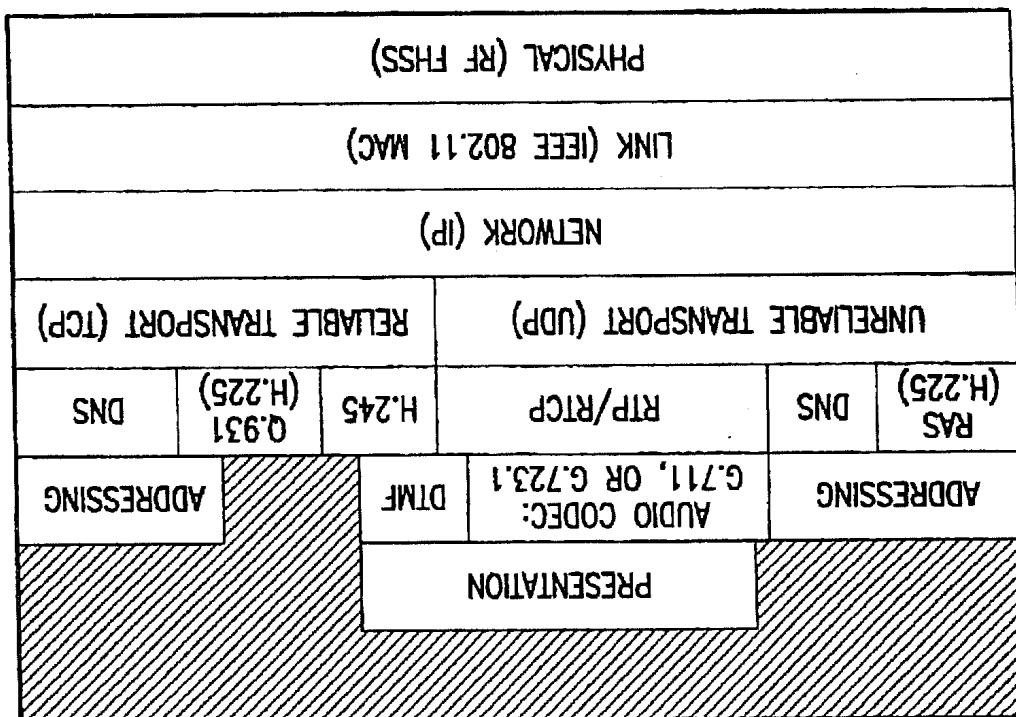 PRESENTATION
ADDRESSING
AUDIO CODEC:
G.711, OR G.723.1
DTMF
ADDRESSING
RAS
(H.225)
DNS
RTP/RTCP
H.245
Q.931
(H.225)
DNS
UNRELIABLE TRANSPORT (UDP)
RELIABLE TRANSPORT (TCP)
NETWORK (IP)
LINK (IEEE 802.11 MAC)
PHYSICAL (RF FHSS)